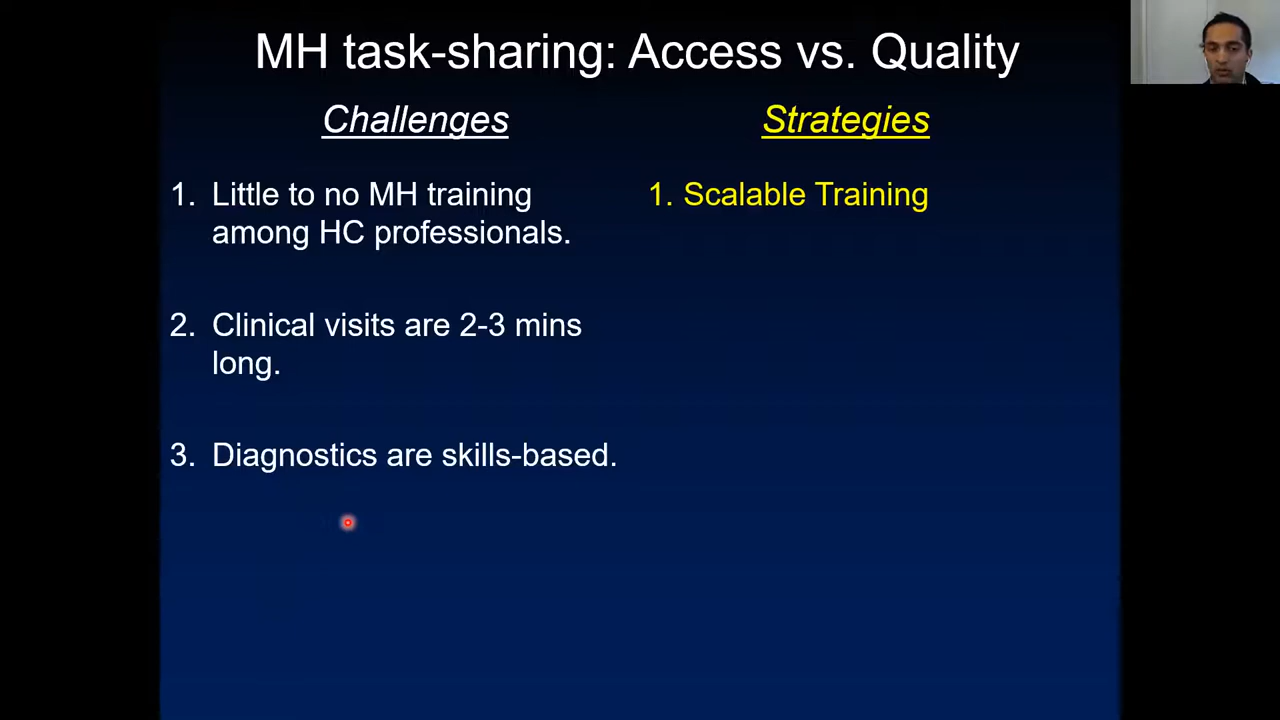 MH task-sharing: Access vs. Quality
Challenges
Strategies
1. Little to no MH training
among HC professionals.
1. Scalable Training
2. Clinical visits are 2-3 mins
long.
3. Diagnostics are skills-based.